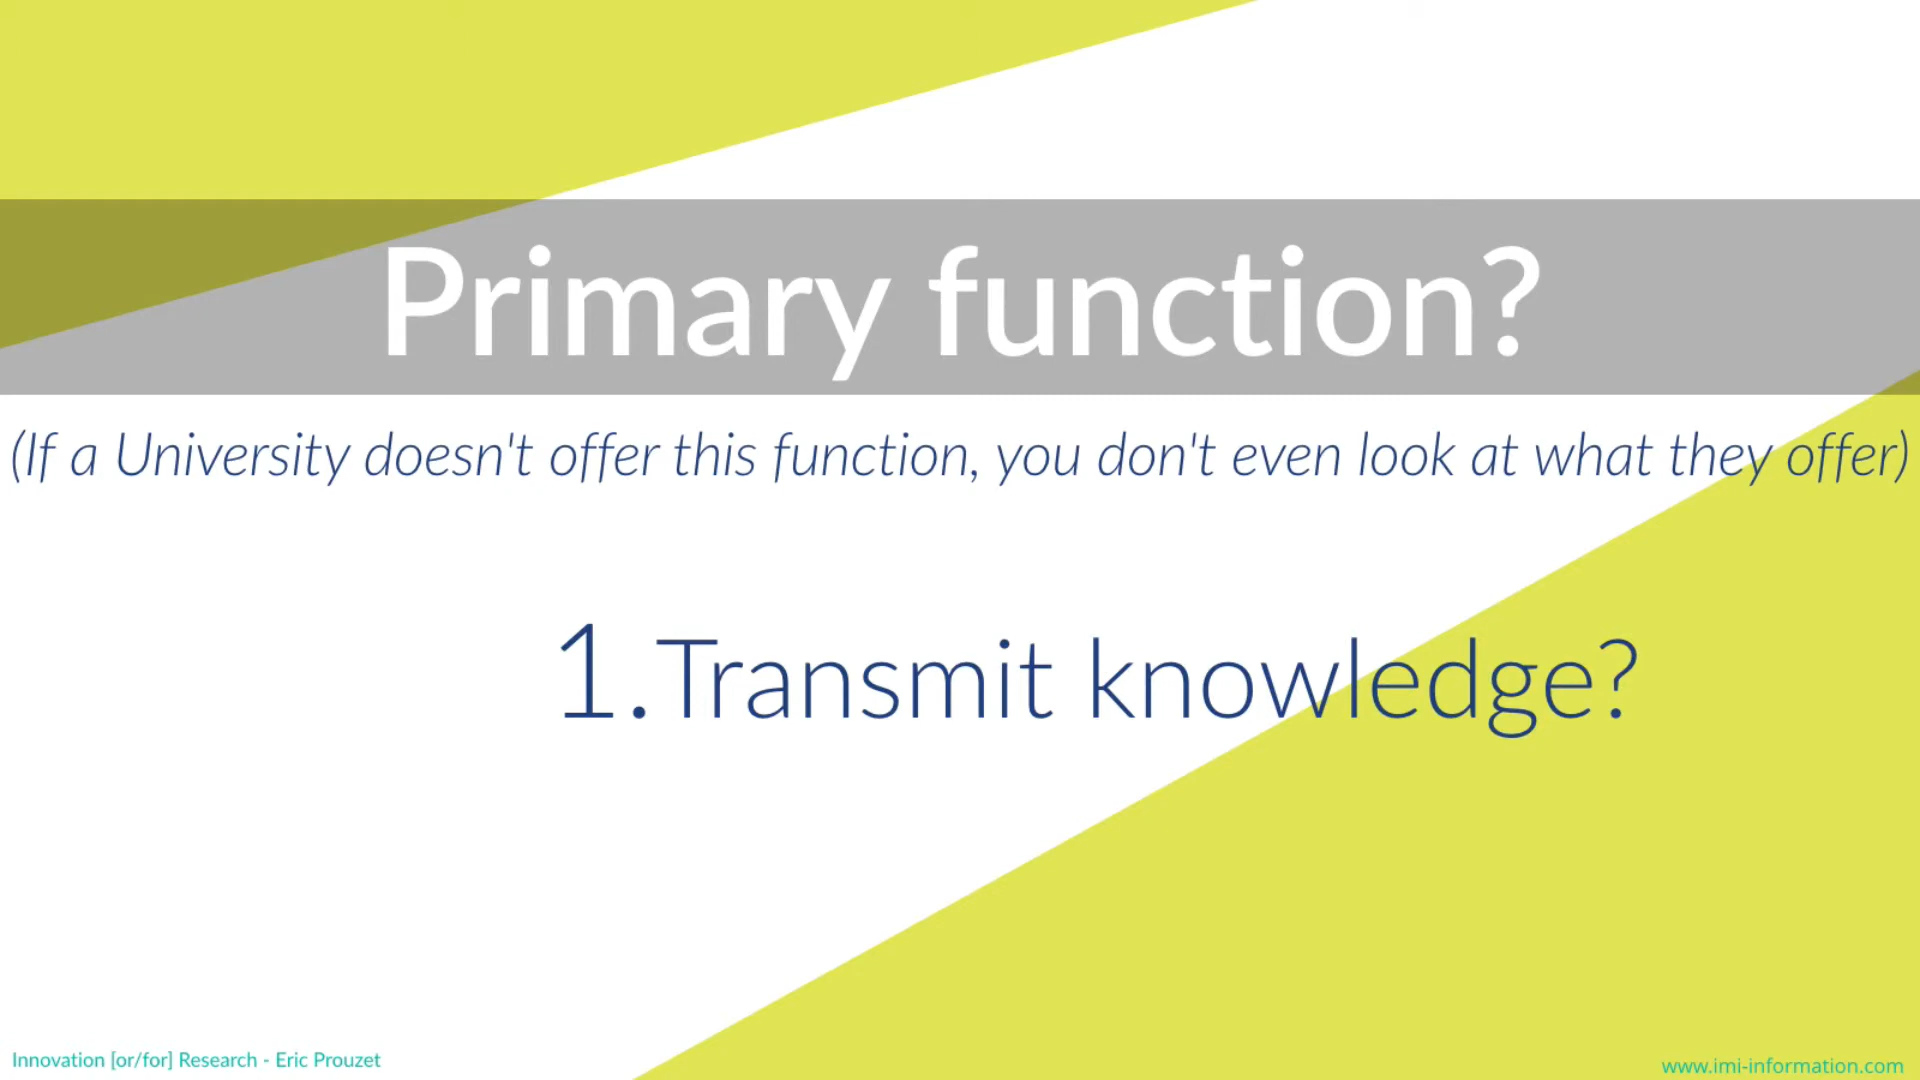 Primary function?
(If a University doesn't offer this function, you don't even look at what they offer)
1.Transmit knowledge?
Innovation [or/for] Research - Eric Prouzet
www.imi-information.com